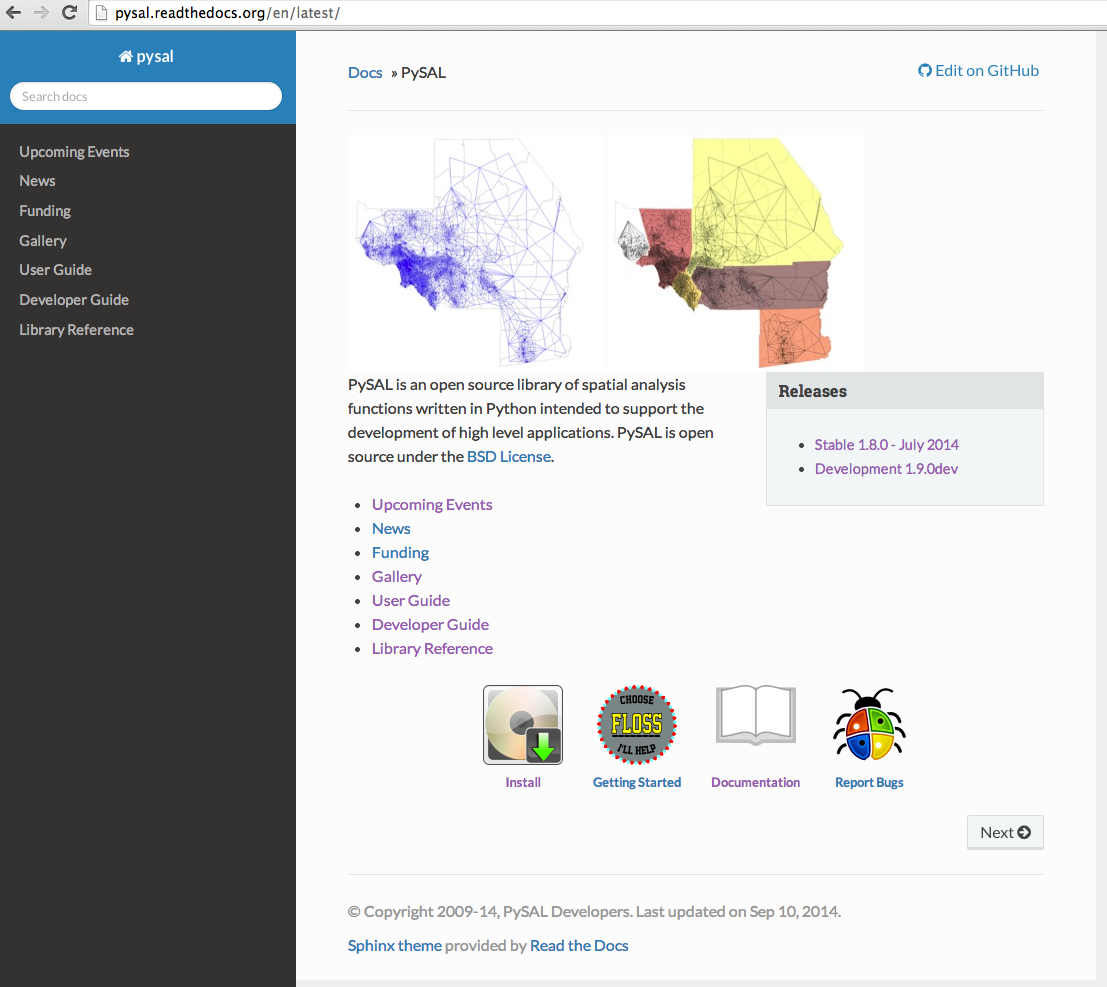 pysal.readthedocs.org/en/latest/
pysal
Search docs
Upcoming Events
News
Funding
Gallery
User Guide
Developer Guide
Library Reference
Docs » PySAL
Edit on GitHub
PySAL is an open source library of spatial analysis
functions written in Python intended to support the
development of high level applications. PySAL is open
source under the BSD License.
Releases
• Stable 1.8.0 - July 2014
• Development 1.9.0dev
• Upcoming Events
• News
• Funding
• Gallery
• User Guide
• Developer Guide
• Library Reference
CHOOSE
FLOSS
I'LL HELP
Install
Getting Started
Documentation
Report Bugs
Next
© Copyright 2009-14, PySAL Developers. Last updated on Sep 10, 2014.
Sphinx theme provided by Read the Docs